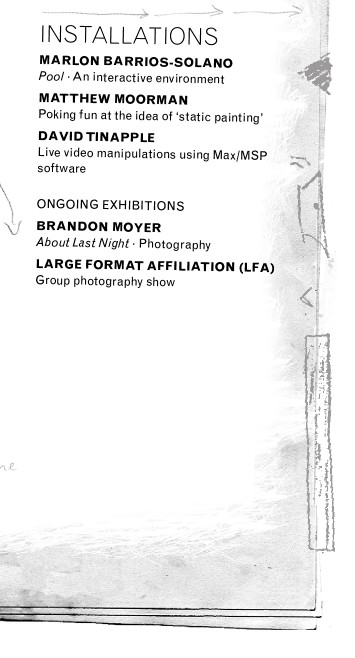 INSTALLATIONS
MARLON BARRIOS-SOLANO
Pool · An interactive environment
MATTHEW MOORMAN
Poking fun at the idea of 'static painting'
DAVID TINAPPLE
Live video manipulations using Max/MSP
software
ONGOING EXHIBITIONS
BRANDON MOYER
About Last Night · Photography
LARGE FORMAT AFFILIATION (LFA)
Group photography show